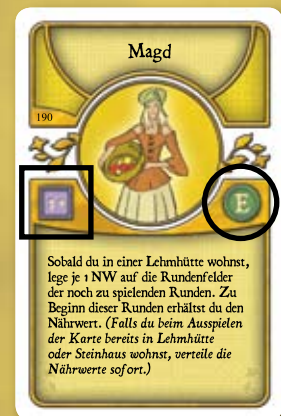 Magd
190
1+
E
Sobald du in einer Lehmhütte wohnst,
lege je 1 NW auf die Rundenfelder
der noch zu spielenden Runden. Zu
Beginn dieser Runden erhältst du den
Nährwert. (Falls du beim Ausspielen
der Karte bereits in Lehmhütte
oder Steinhaus wohnst, verteile die
Nährwerte sofort.)